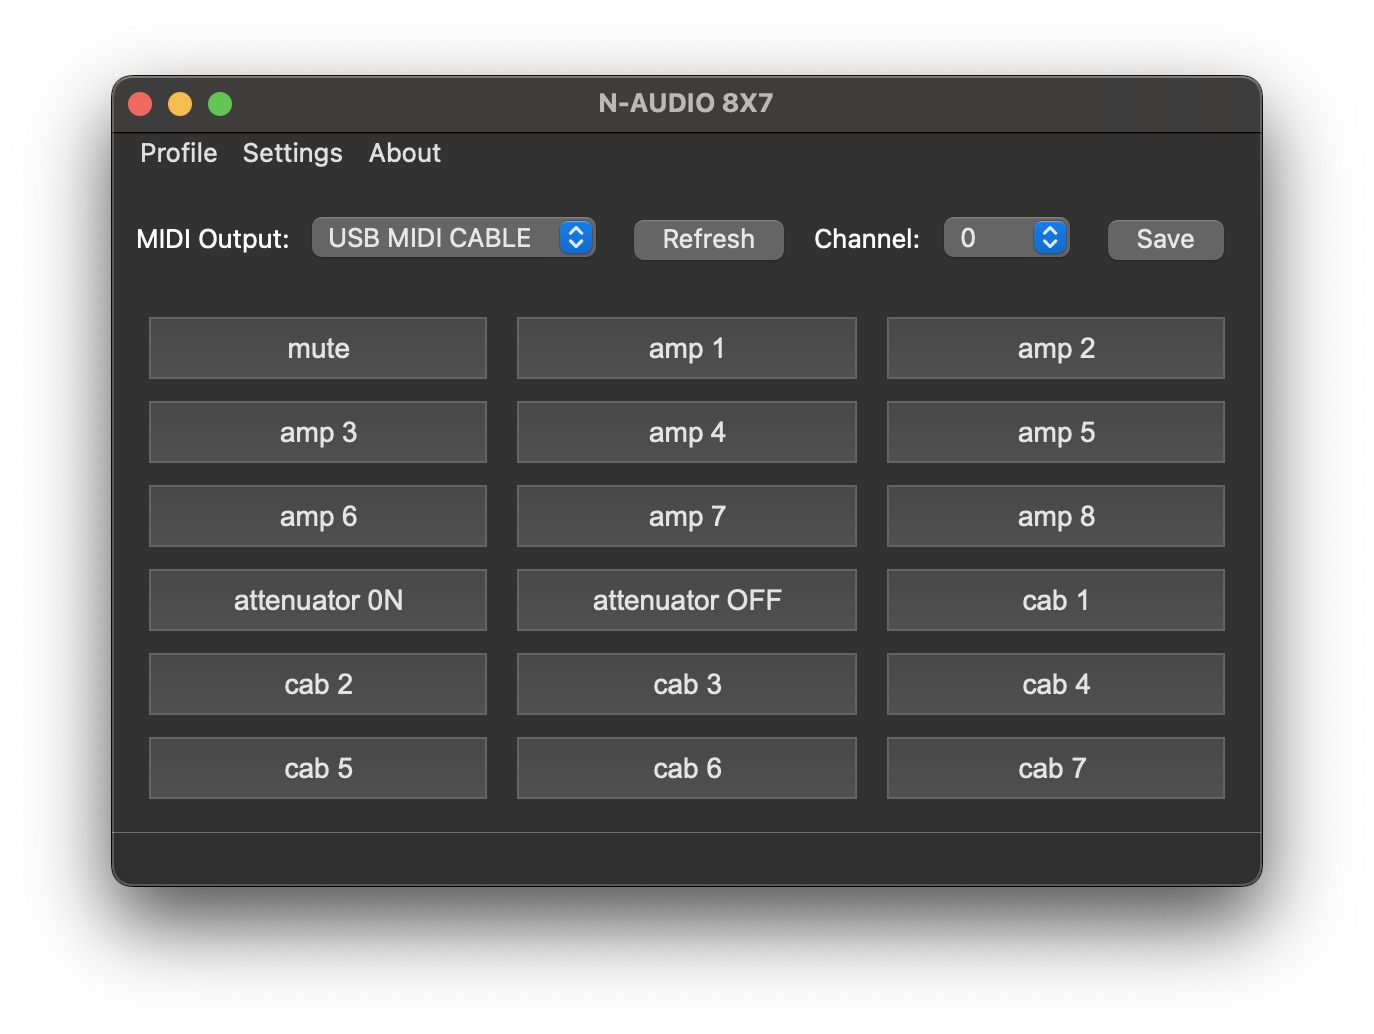 N-AUDIO 8X7
Profile Settings About
MIDI Output: USB MIDI CABLE Refresh Channel: 0 Save
mute amp 1 amp 2
amp 3 amp 4 amp 5
amp 6 amp 7 amp 8
attenuator 0N attenuator OFF cab 1
cab 2 cab 3 cab 4
cab 5 cab 6 cab 7